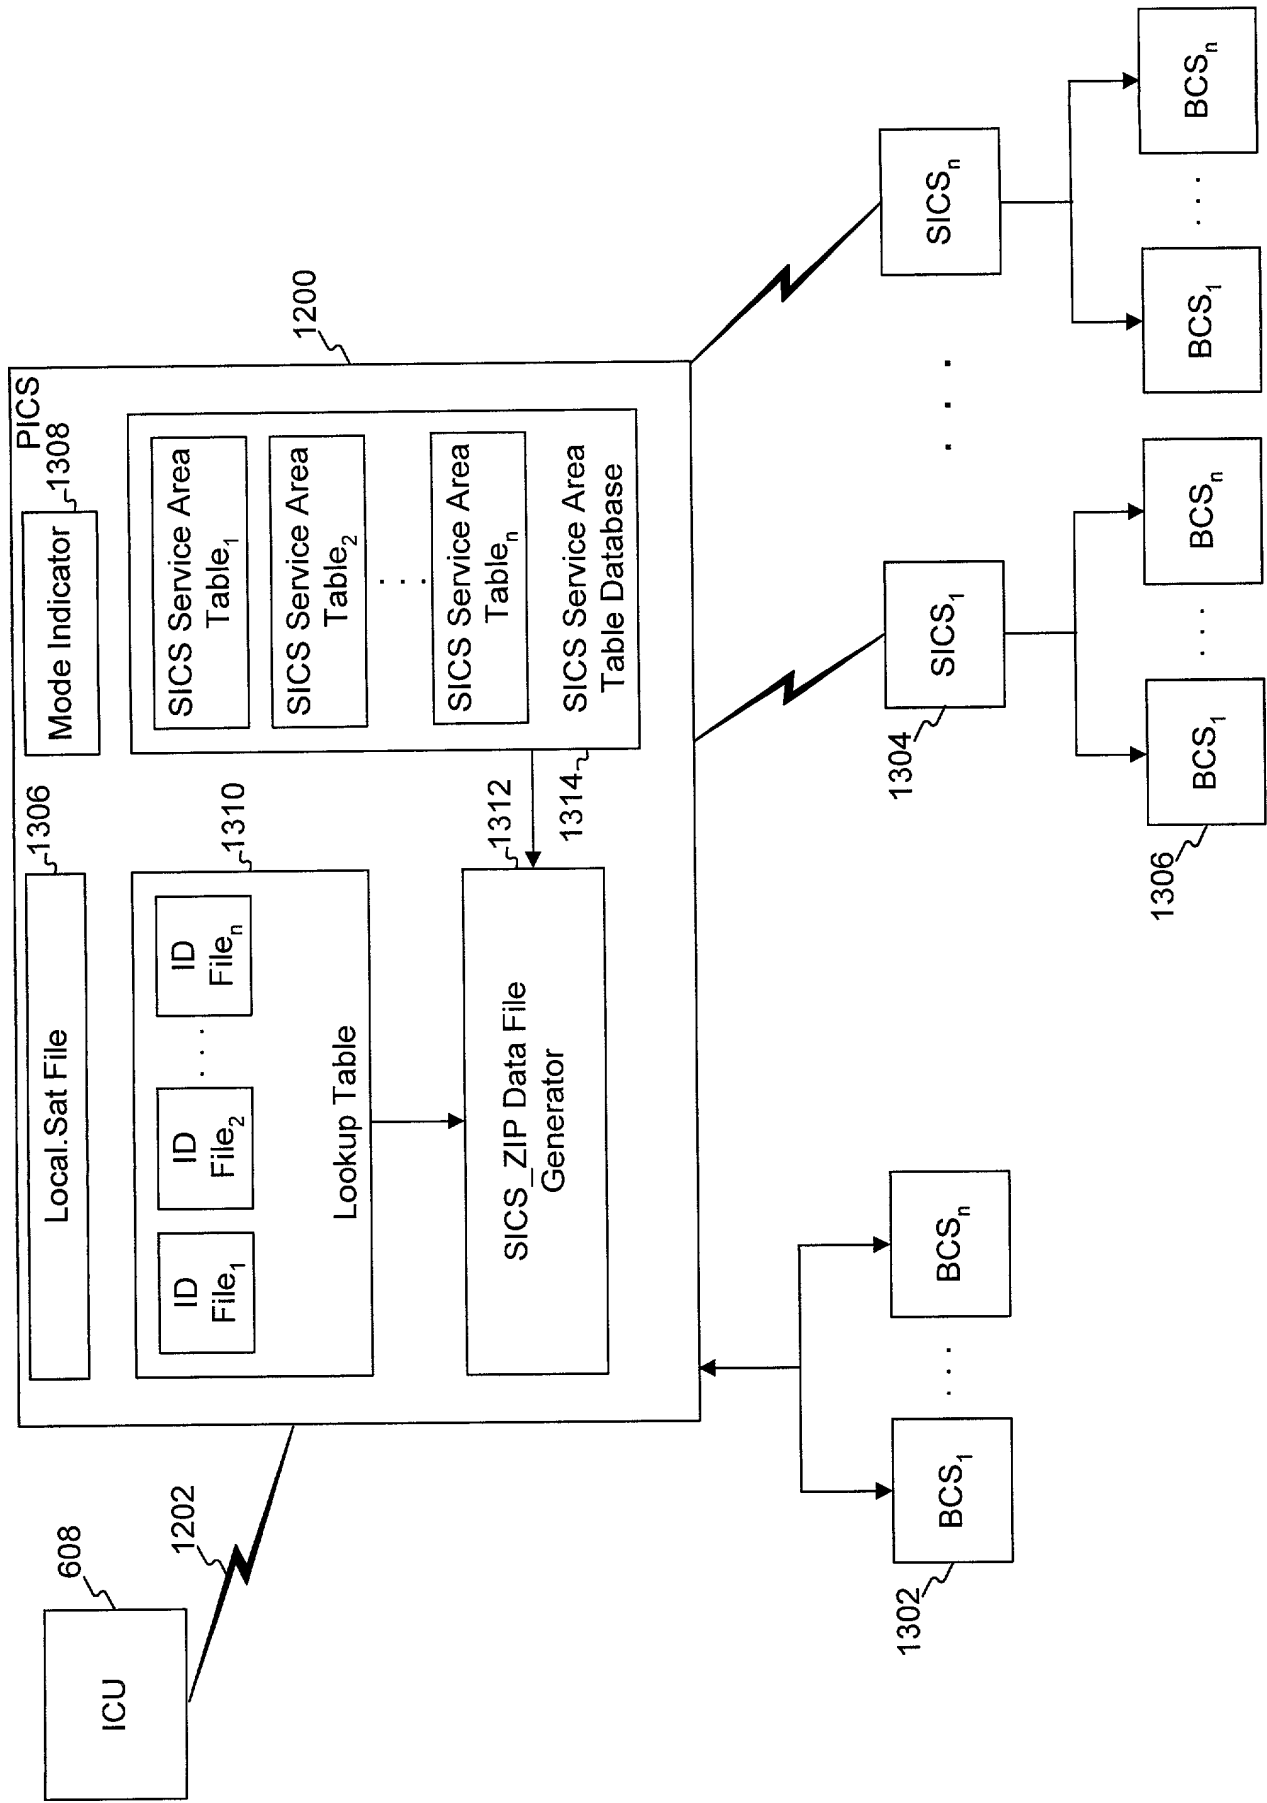 ICU
608
1202
PICS
1200
Local.Sat File
1306
Mode Indicator
1308
ID
File₁
ID
File₂
. . .
ID
Fileₙ
Lookup Table
1310
SICS Service Area
Table₁
SICS Service Area
Table₂
. . .
SICS Service Area
Tableₙ
SICS Service Area
Table Database
1314
SICS_ZIP Data File
Generator
1312
BCS₁
1302
. . .
BCSₙ
SICS₁
1304
. . .
SICSₙ
BCS₁
1306
. . .
BCSₙ
BCS₁
. . .
BCSₙ